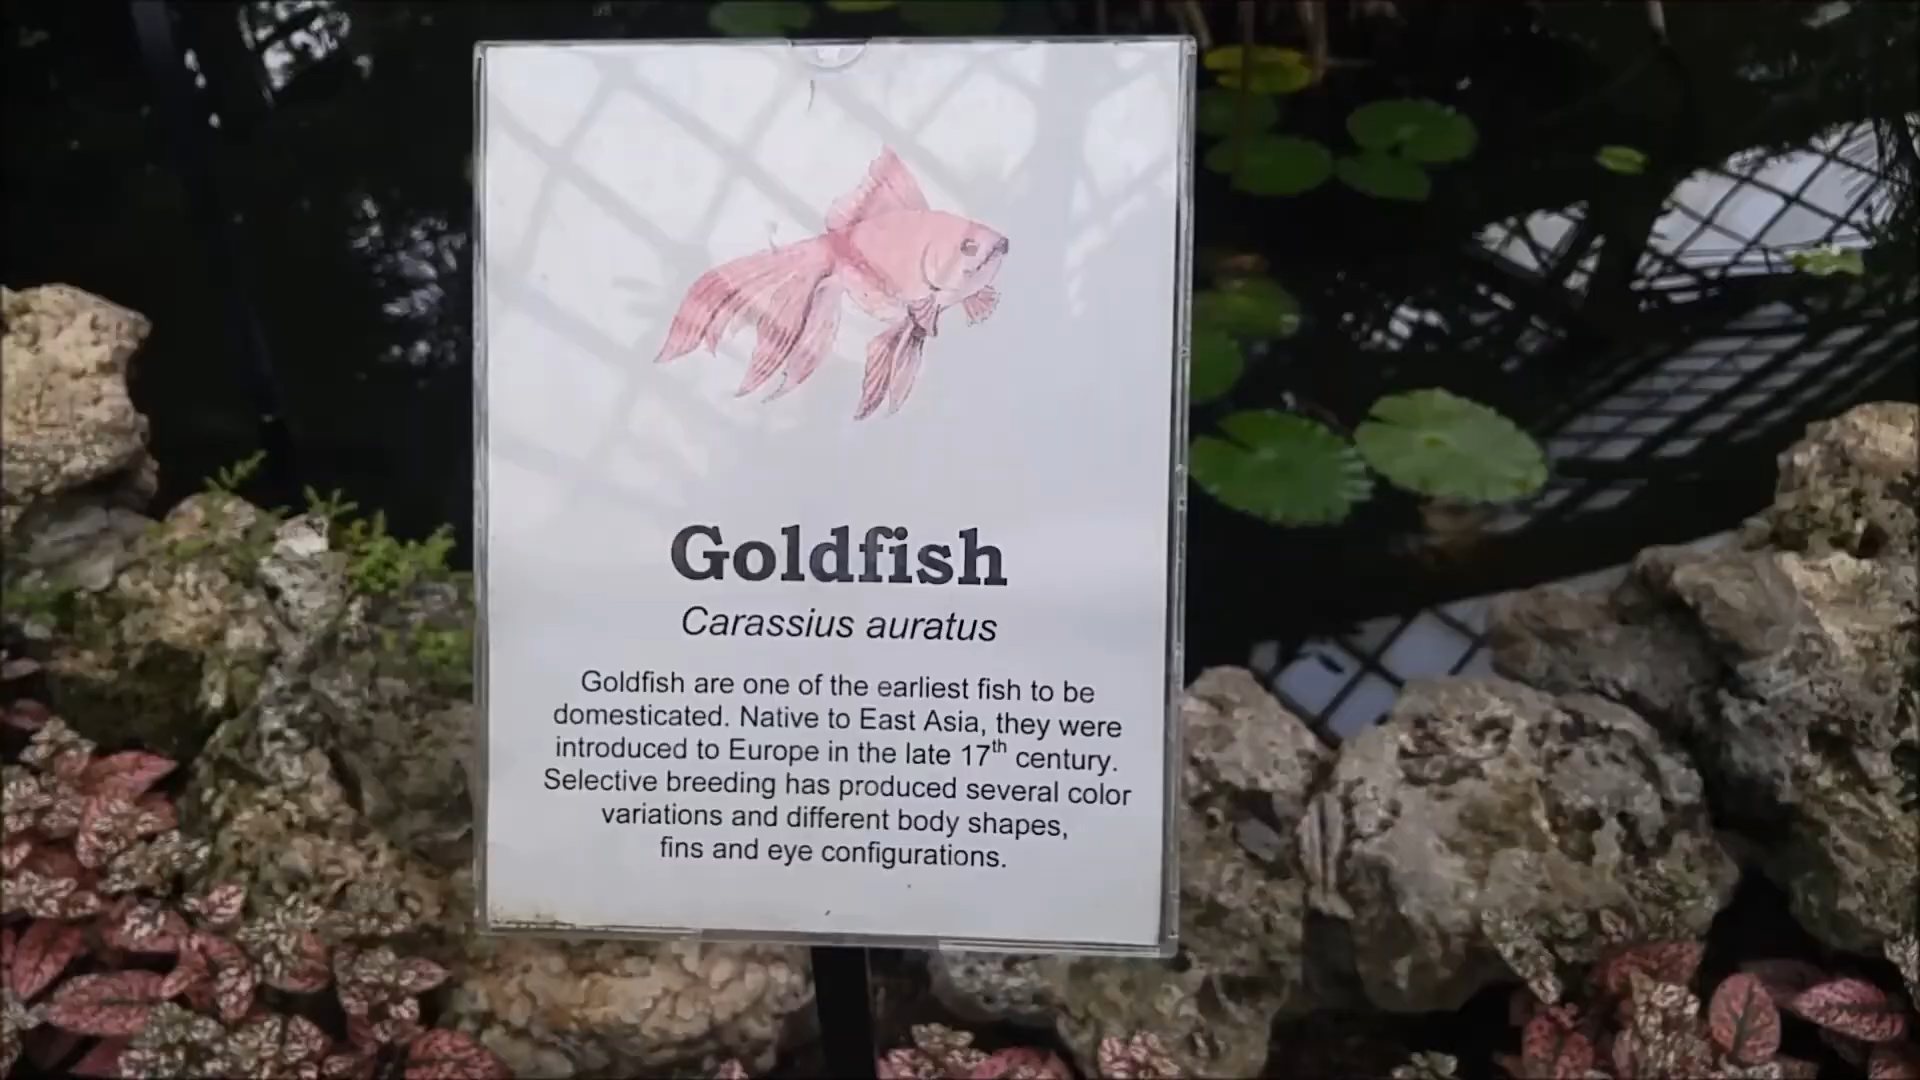 Goldfish
Carassius auratus
Goldfish are one of the earliest fish to be
domesticated. Native to East Asia, they were
introduced to Europe in the late 17th century.
Selective breeding has produced several color
variations and different body shapes,
fins and eye configurations.